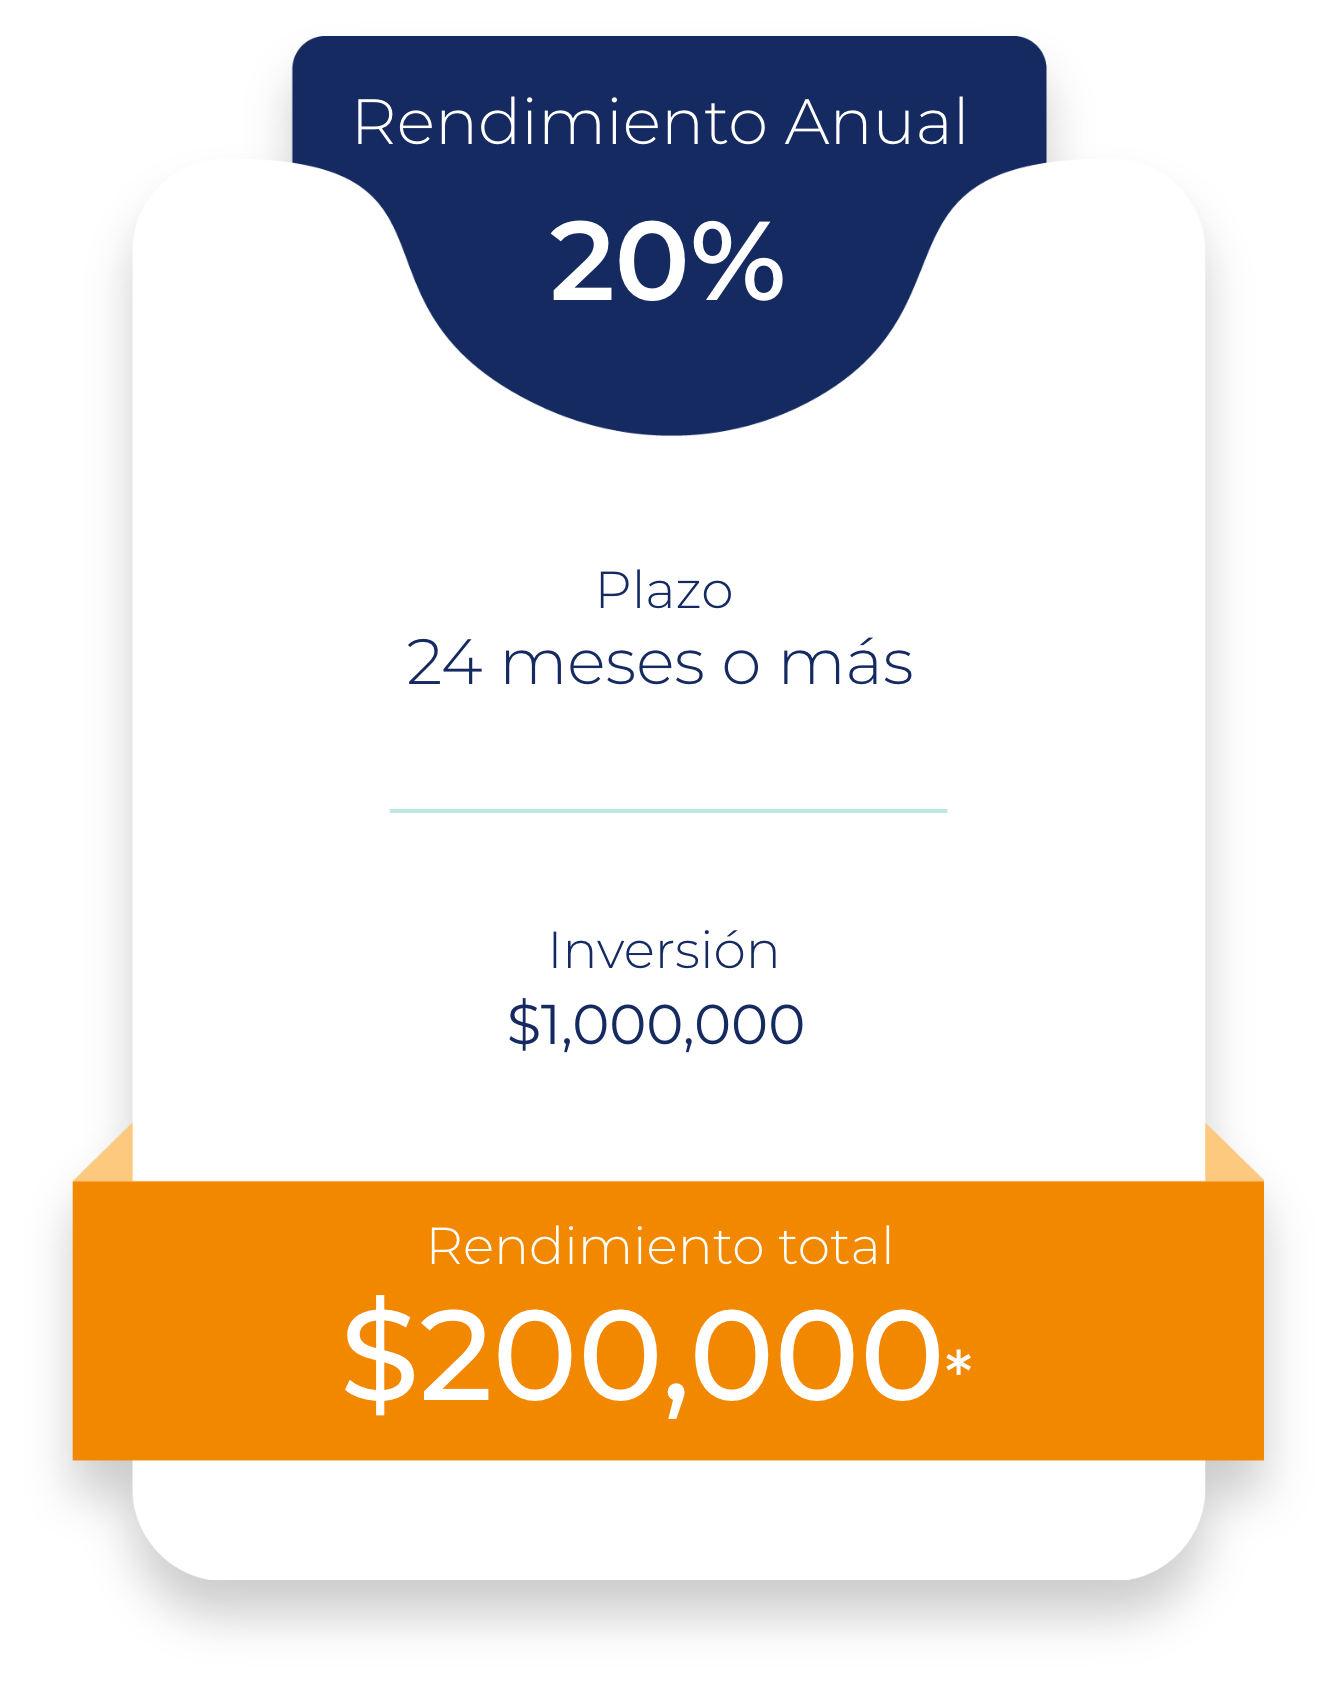 Rendimiento Anual
20%
Plazo
24 meses o más
Inversión
$1,000,000
Rendimiento total
$200,000*